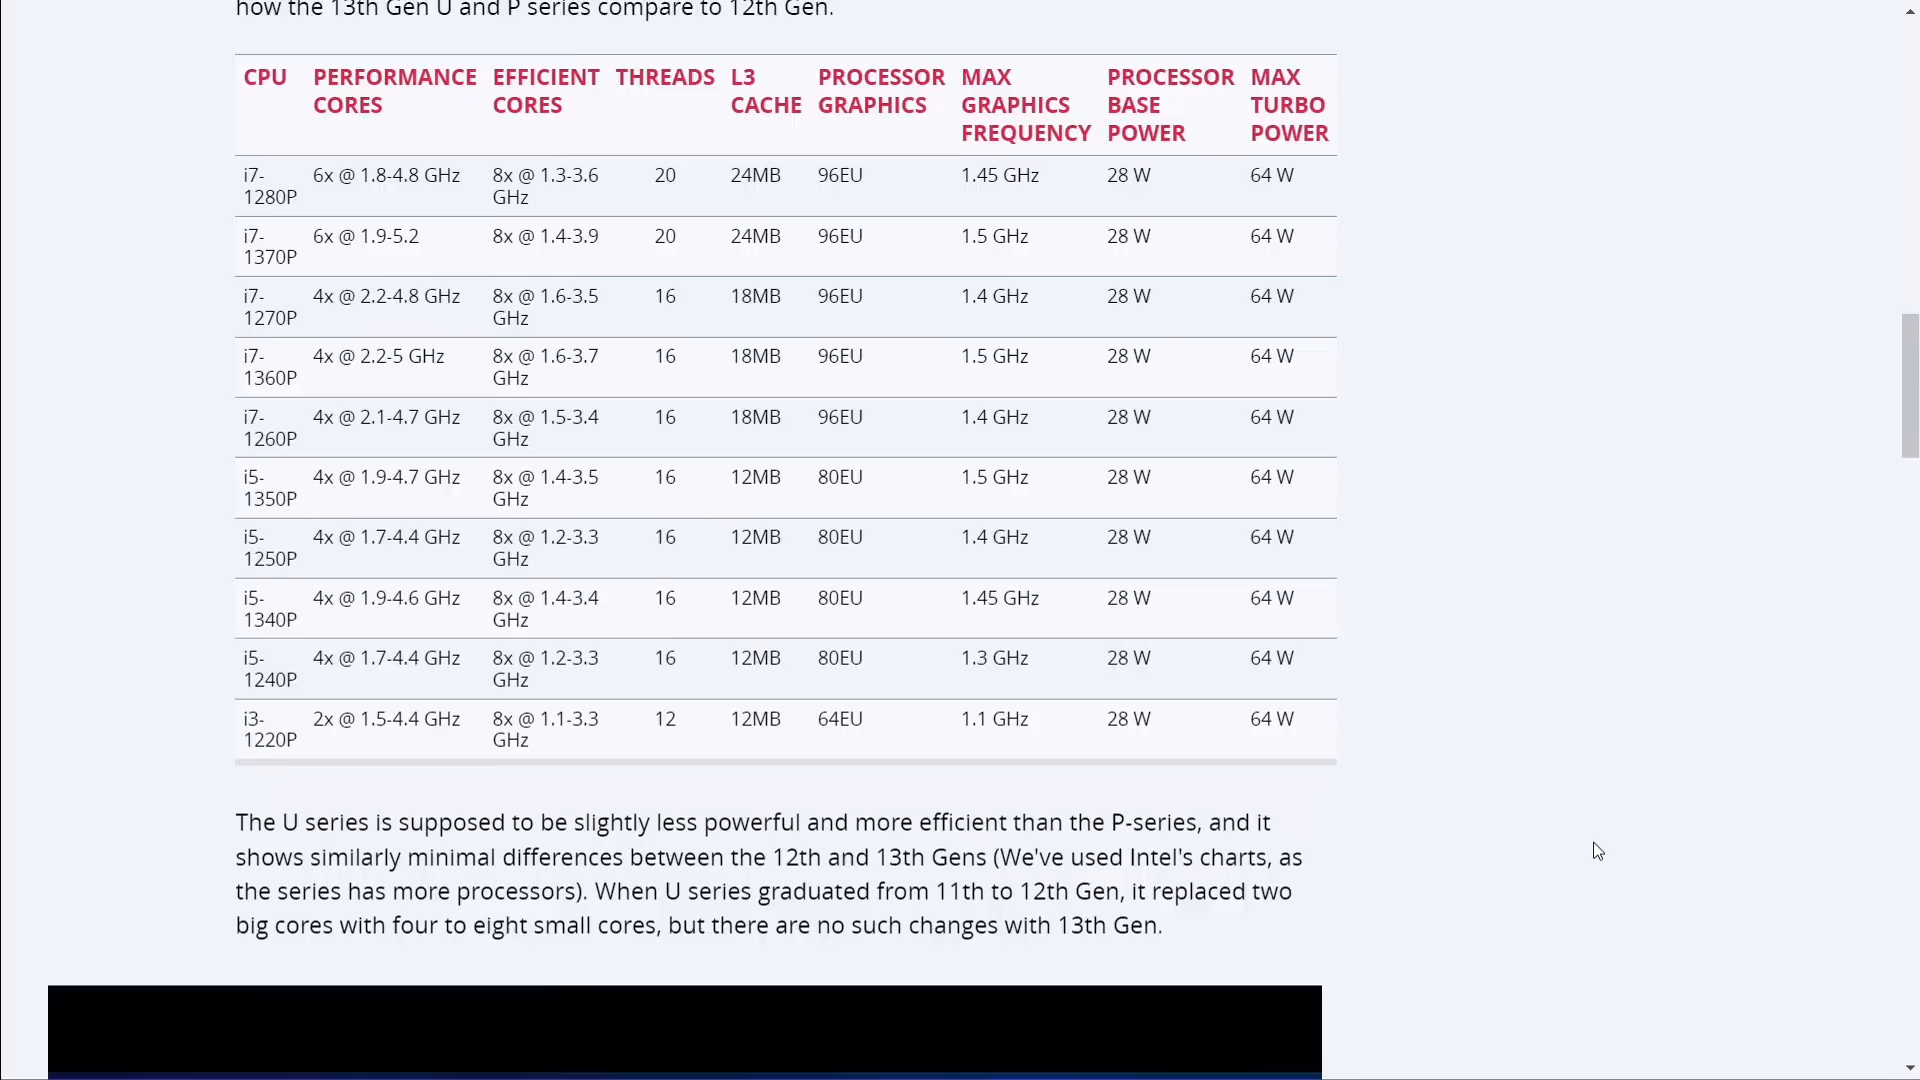 how the 13th Gen U and P series compare to 12th Gen.
CPU PERFORMANCE CORES EFFICIENT CORES THREADS L3 CACHE PROCESSOR GRAPHICS MAX GRAPHICS FREQUENCY PROCESSOR BASE POWER MAX TURBO POWER
i7-1280P 6x @ 1.8-4.8 GHz 8x @ 1.3-3.6 GHz 20 24MB 96EU 1.45 GHz 28 W 64 W
i7-1370P 6x @ 1.9-5.2 8x @ 1.4-3.9 20 24MB 96EU 1.5 GHz 28 W 64 W
i7-1270P 4x @ 2.2-4.8 GHz 8x @ 1.6-3.5 GHz 16 18MB 96EU 1.4 GHz 28 W 64 W
i7-1360P 4x @ 2.2-5 GHz 8x @ 1.6-3.7 GHz 16 18MB 96EU 1.5 GHz 28 W 64 W
i7-1260P 4x @ 2.1-4.7 GHz 8x @ 1.5-3.4 GHz 16 18MB 96EU 1.4 GHz 28 W 64 W
i5-1350P 4x @ 1.9-4.7 GHz 8x @ 1.4-3.5 GHz 16 12MB 80EU 1.5 GHz 28 W 64 W
i5-1250P 4x @ 1.7-4.4 GHz 8x @ 1.2-3.3 GHz 16 12MB 80EU 1.4 GHz 28 W 64 W
i5-1340P 4x @ 1.9-4.6 GHz 8x @ 1.4-3.4 GHz 16 12MB 80EU 1.45 GHz 28 W 64 W
i5-1240P 4x @ 1.7-4.4 GHz 8x @ 1.2-3.3 GHz 16 12MB 80EU 1.3 GHz 28 W 64 W
i3-1220P 2x @ 1.5-4.4 GHz 8x @ 1.1-3.3 GHz 12 12MB 64EU 1.1 GHz 28 W 64 W
The U series is supposed to be slightly less powerful and more efficient than the P-series, and it
shows similarly minimal differences between the 12th and 13th Gens (We've used Intel's charts, as
the series has more processors). When U series graduated from 11th to 12th Gen, it replaced two
big cores with four to eight small cores, but there are no such changes with 13th Gen.